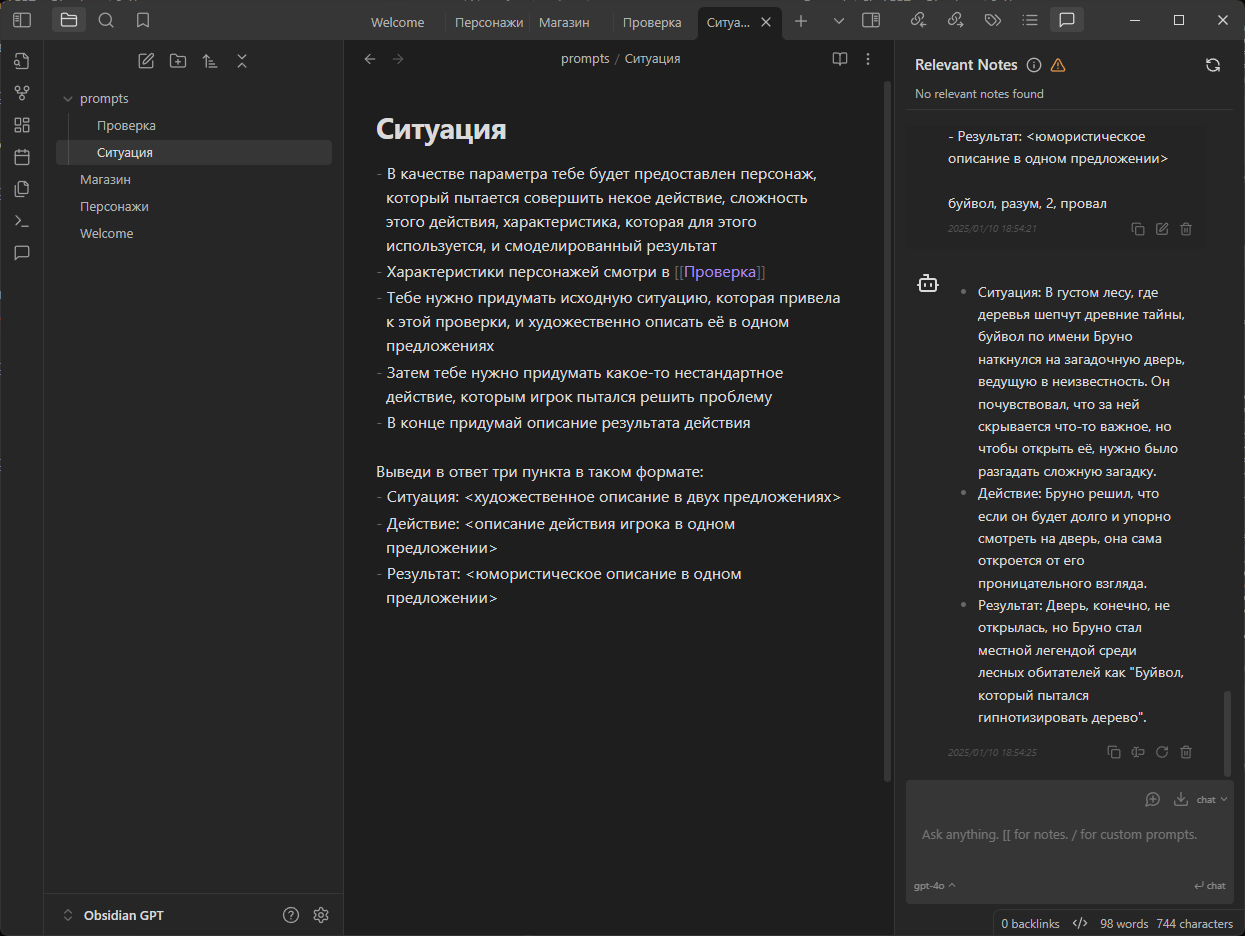 Welcome
Персонажи
Магазин
Проверка
Ситуа...
prompts
Проверка
Ситуация
Магазин
Персонажи
Welcome
Obsidian GPT
prompts / Ситуация
Ситуация
- В качестве параметра тебе будет предоставлен персонаж,
который пытается совершить некое действие, сложность
этого действия, характеристика, которая для этого
используется, и смоделированный результат
- Характеристики персонажей смотри в [[Проверка]]
- Тебе нужно придумать исходную ситуацию, которая привела
к этой проверки, и художественно описать её в одном
предложениях
- Затем тебе нужно придумать какое-то нестандартное
действие, которым игрок пытался решить проблему
- В конце придумай описание результата действия
Выведи в ответ три пункта в таком формате:
- Ситуация: <художественное описание в двух предложениях>
- Действие: <описание действия игрока в одном
предложении>
- Результат: <юмористическое описание в одном
предложении>
Relevant Notes
No relevant notes found
- Результат: <юмористическое
описание в одном предложении>
буйвол, разум, 2, провал
2025/01/10 18:54:21
Ситуация: В густом лесу, где
деревья шепчут древние тайны,
буйвол по имени Бруно
наткнулся на загадочную дверь,
ведущую в неизвестность. Он
почувствовал, что за ней
скрывается что-то важное, но
чтобы открыть её, нужно было
разгадать сложную загадку.
Действие: Бруно решил, что
если он будет долго и упорно
смотреть на дверь, она сама
откроется от его
проницательного взгляда.
Результат: Дверь, конечно, не
открылась, но Бруно стал
местной легендой среди
лесных обитателей как "Буйвол,
который пытался
гипнотизировать дерево".
2025/01/10 18:54:25
chat
Ask anything. [[ for notes. / for custom prompts.
gpt-4o
chat
0 backlinks
98 words
744 characters